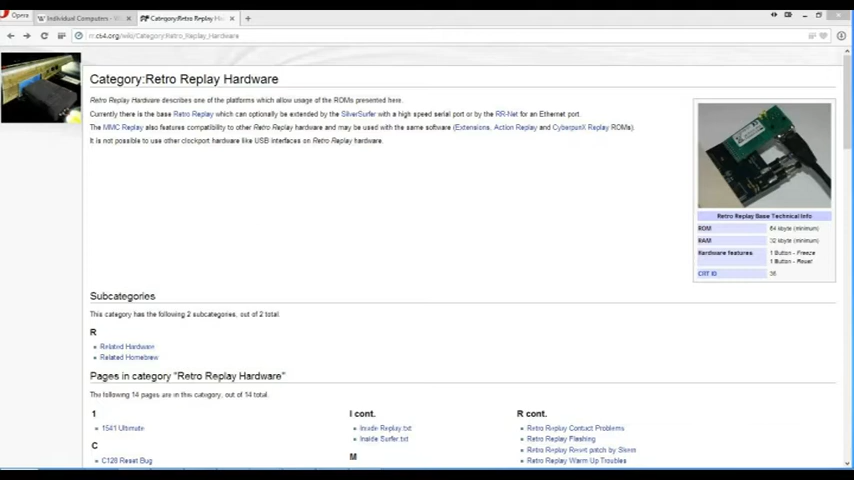 Opera
Individual Computers - W
Category:Retro Replay Ha
rr.c64.org/wiki/Category:Retro_Replay_Hardware
Category:Retro Replay Hardware
Retro Replay Hardware describes one of the platforms which allow usage of the ROMs presented here.
Currently there is the base Retro Replay which can optionally be extended by the SilverSurfer with a high speed serial port or by the RR-Net for an Ethernet port.
The MMC Replay also features compatibility to other Retro Replay hardware and may be used with the same software (Extensions, Action Replay and CyberpunX Replay ROMs).
It is not possible to use other clockport hardware like USB interfaces on Retro Replay hardware.
Retro Replay Base Technical Info
ROM 64 kbyte (minimum)
RAM 32 kbyte (minimum)
Hardware features: 1 Button - Freeze
1 Button - Reset
CRT ID 36
Subcategories
This category has the following 2 subcategories, out of 2 total.
R
Related Hardware
Related Homebrew
Pages in category "Retro Replay Hardware"
The following 14 pages are in this category, out of 14 total.
1
1541 Ultimate
C
C128 Reset Bug
I cont.
Inside Replay.txt
Inside Surfer.txt
M
R cont.
Retro Replay Contact Problems
Retro Replay Flashing
Retro Replay Reset patch by Skern
Retro Replay Warm Up Troubles